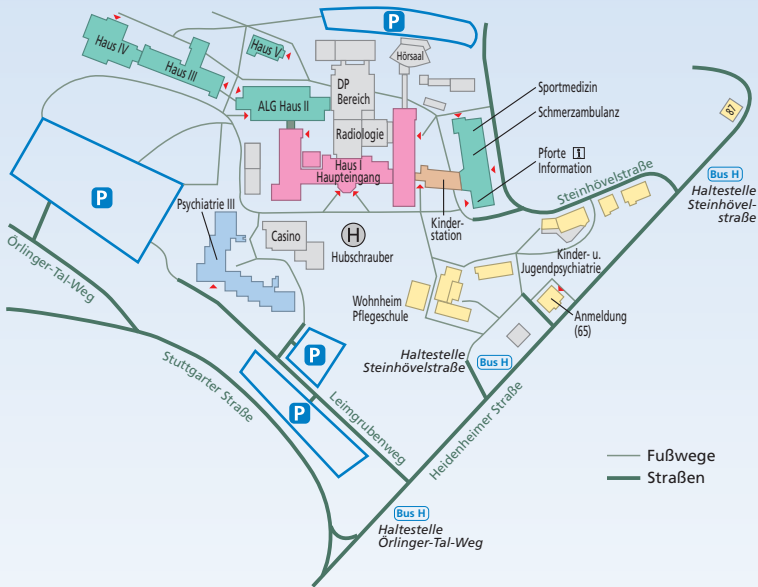 P
Haus IV
Haus III
Haus V
Hörsaal
DP
Bereich
ALG Haus II
Radiologie
Haus I
Haupteingang
Sportmedizin
Schmerzambulanz
Pforte i
Information
87
Bus H
Haltestelle
Steinhövel-
straße
Steinhövelstraße
P
Psychiatrie III
Casino
H
Hubschrauber
Kinder-
station
Kinder- u.
Jugendpsychiatrie
Örlinger-Tal-Weg
Wohnheim
Pflegeschule
Anmeldung
(65)
Haltestelle
Steinhövelstraße
Bus H
P
P
Stuttgarter Straße
Leimgrubenweg
Heidenheimer Straße
Fußwege
Straßen
Bus H
Haltestelle
Örlinger-Tal-Weg